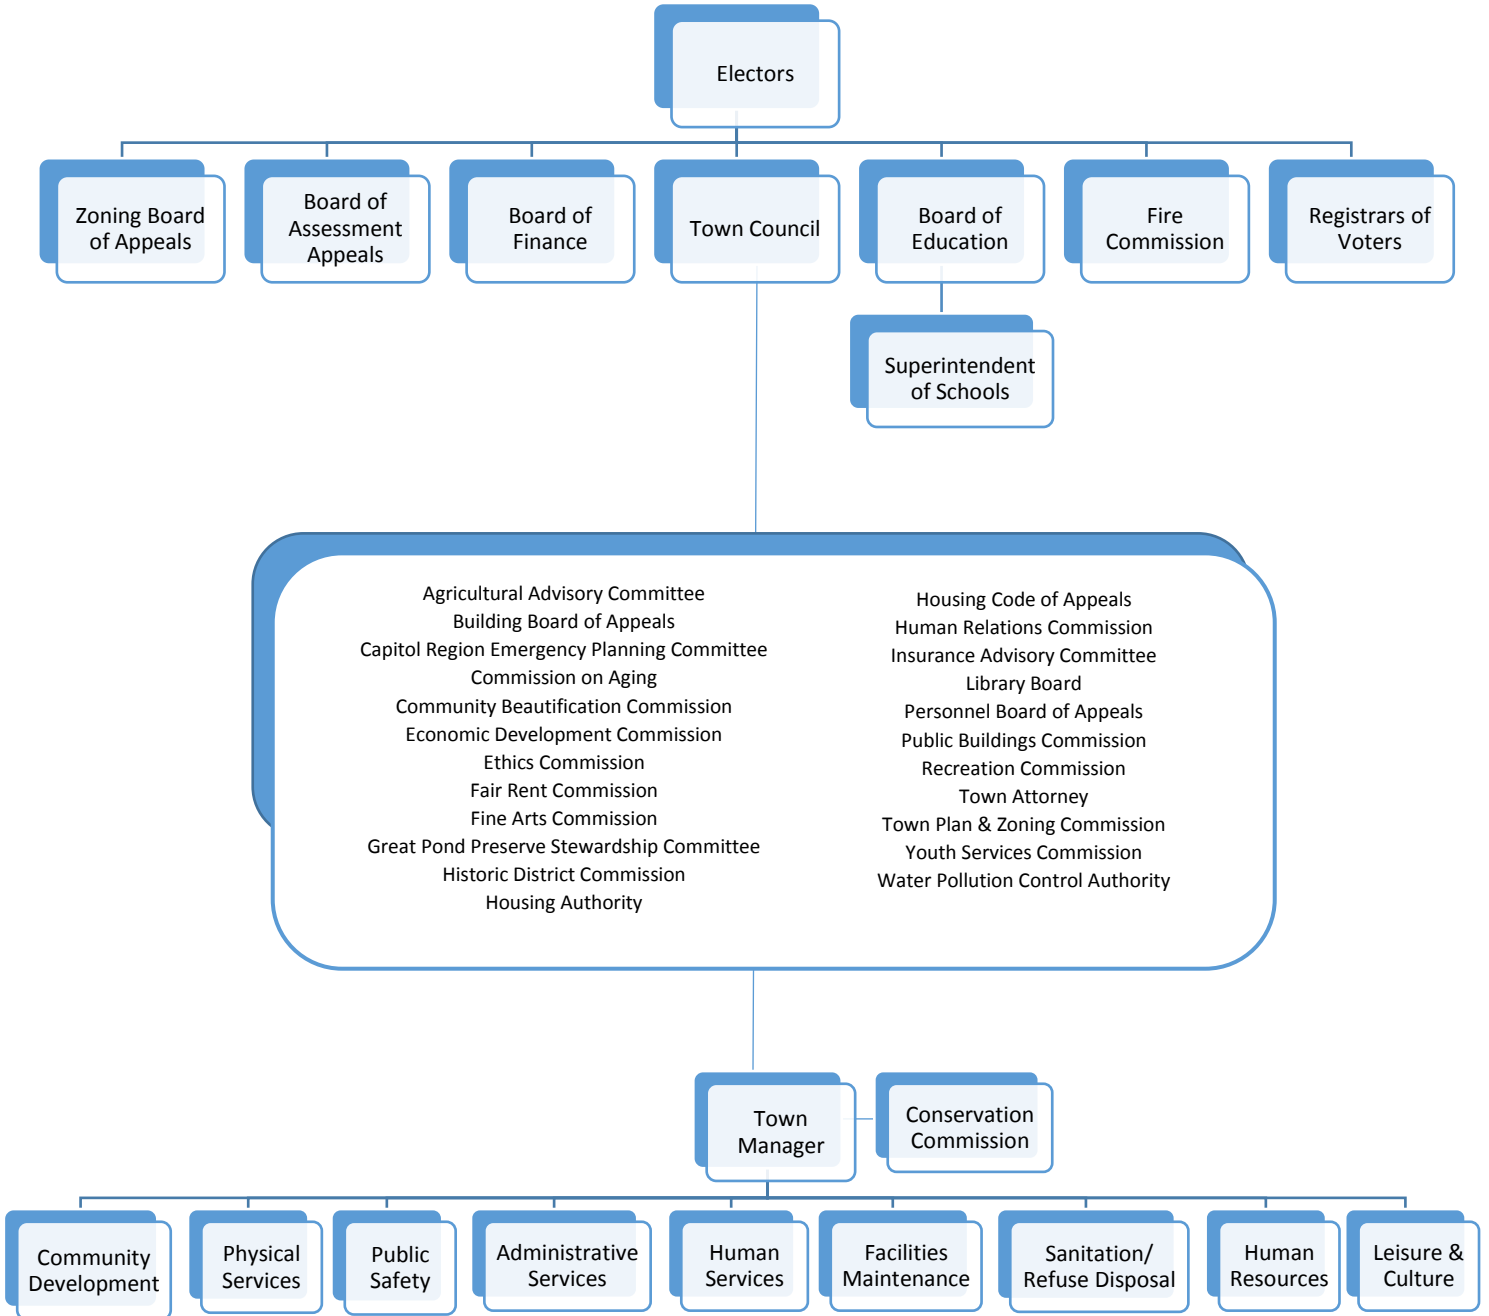 Electors
Zoning Board
of Appeals
Board of
Assessment
Appeals
Board of
Finance
Town Council
Board of
Education
Fire
Commission
Registrars of
Voters
Superintendent
of Schools
Agricultural Advisory Committee
Building Board of Appeals
Capitol Region Emergency Planning Committee
Commission on Aging
Community Beautification Commission
Economic Development Commission
Ethics Commission
Fair Rent Commission
Fine Arts Commission
Great Pond Preserve Stewardship Committee
Historic District Commission
Housing Authority
Housing Code of Appeals
Human Relations Commission
Insurance Advisory Committee
Library Board
Personnel Board of Appeals
Public Buildings Commission
Recreation Commission
Town Attorney
Town Plan & Zoning Commission
Youth Services Commission
Water Pollution Control Authority
Town
Manager
Conservation
Commission
Community
Development
Physical
Services
Public
Safety
Administrative
Services
Human
Services
Facilities
Maintenance
Sanitation/
Refuse Disposal
Human
Resources
Leisure &
Culture